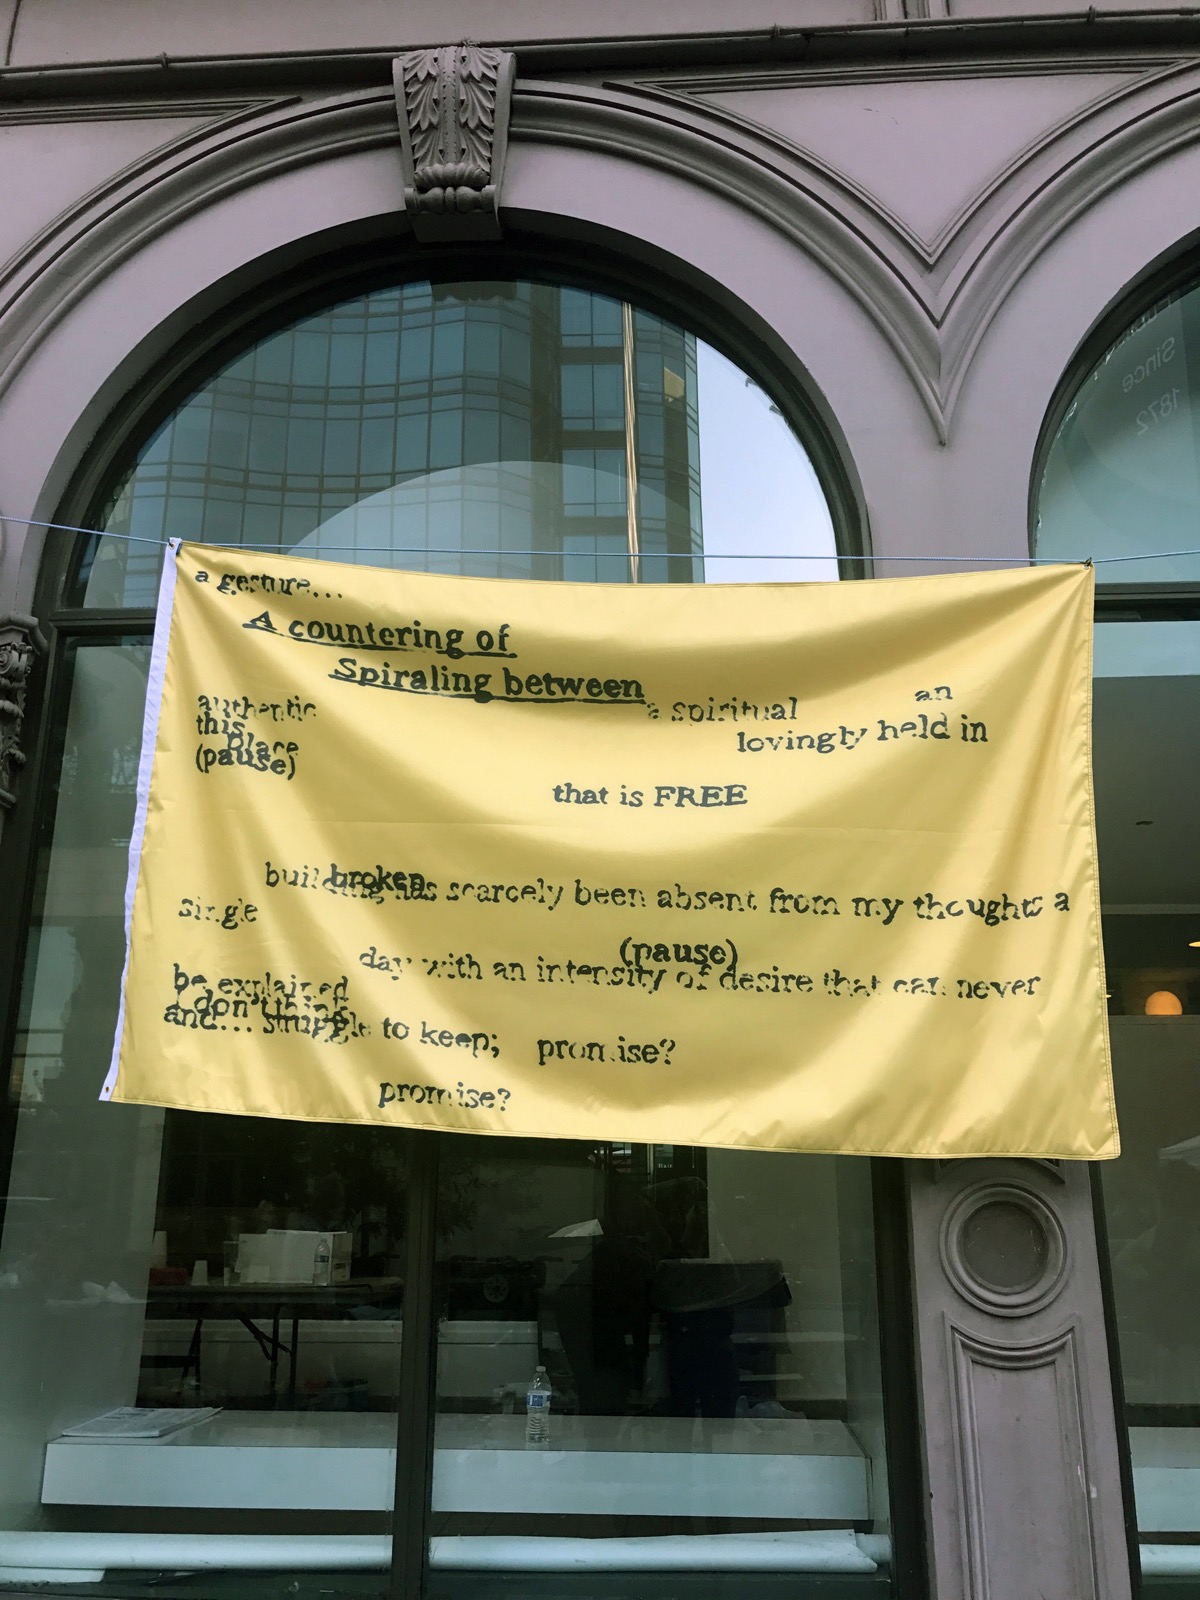 a gesture...
A countering of
Spiraling between
authentic
a spiritual
an
this
lovingly held in
place
(pause)
that is FREE
broken
building has scarcely been absent from my thoughts a
single
(pause)
day with an intensity of desire that can never
be explained
I don't think
and... struggle to keep; promise?
promise?
Since
1872